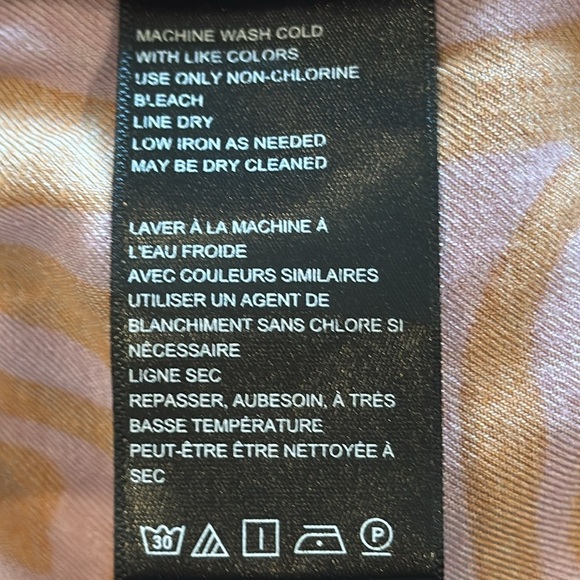 MACHINE WASH COLD
WITH LIKE COLORS
USE ONLY NON-CHLORINE
BLEACH
LINE DRY
LOW IRON AS NEEDED
MAY BE DRY CLEANED
LAVER À LA MACHINE À
L'EAU FROIDE
AVEC COULEURS SIMILAIRES
UTILISER UN AGENT DE
BLANCHIMENT SANS CHLORE SI
NÉCESSAIRE
LIGNE SEC
REPASSER, AUBESOIN, À TRÈS
BASSE TEMPÉRATURE
PEUT-ÊTRE ÊTRE NETTOYÉE À
SEC
30 P